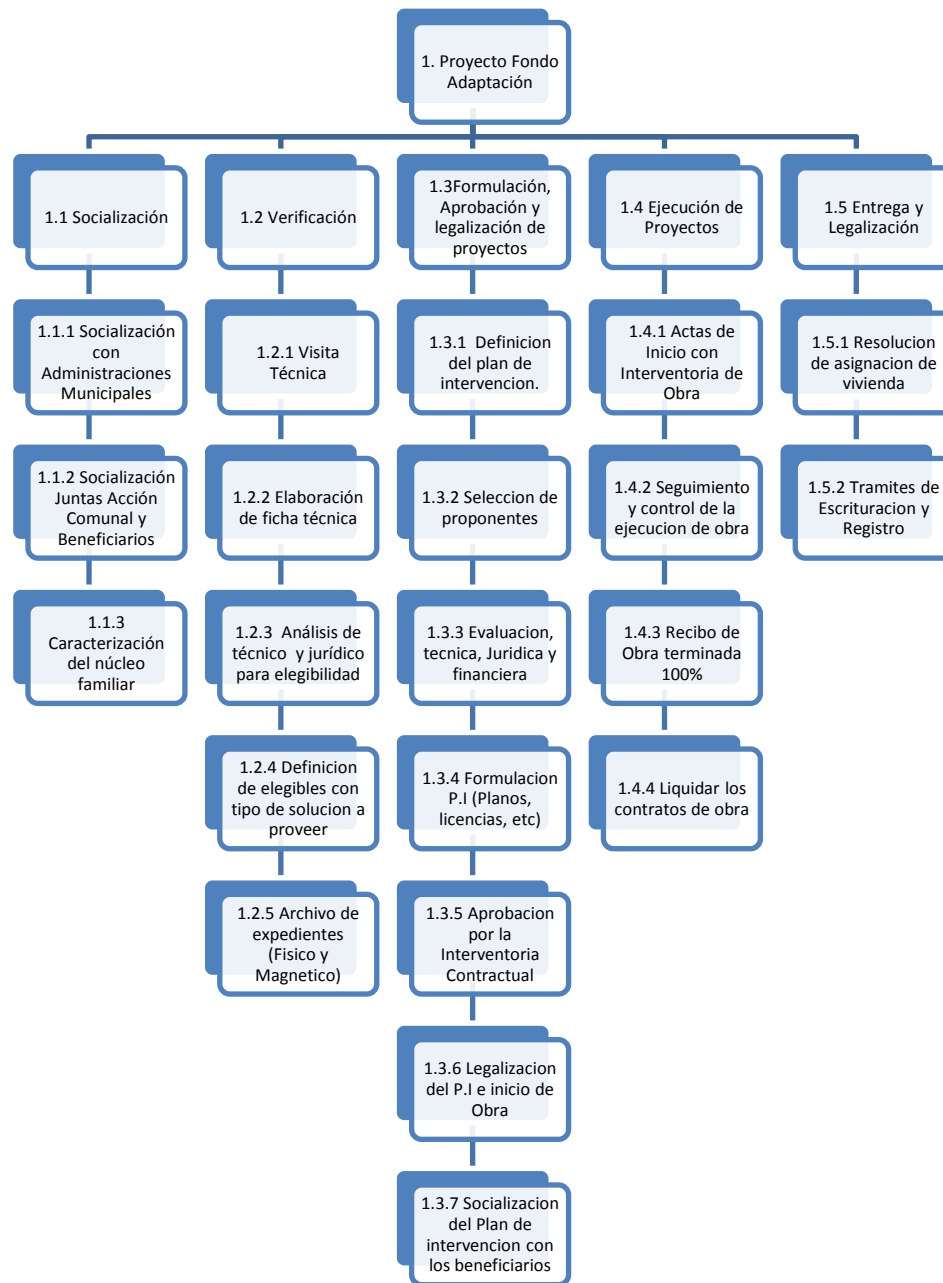 1. Proyecto Fondo
Adaptación
1.1 Socialización
1.1.1 Socialización
con
Administraciones
Municipales
1.1.2 Socialización
Juntas Acción
Comunal y
Beneficiarios
1.1.3
Caracterización
del núcleo
familiar
1.2 Verificación
1.2.1 Visita
Técnica
1.2.2 Elaboración
de ficha técnica
1.2.3 Análisis de
técnico y jurídico
para elegibilidad
1.2.4 Definicion
de elegibles con
tipo de solucion a
proveer
1.2.5 Archivo de
expedientes
(Fisico y
Magnetico)
1.3Formulación,
Aprobación y
legalización de
proyectos
1.3.1 Definicion
del plan de
intervencion.
1.3.2 Seleccion de
proponentes
1.3.3 Evaluacion,
tecnica, Juridica y
financiera
1.3.4 Formulacion
P.I (Planos,
licencias, etc)
1.3.5 Aprobacion
por la
Interventoria
Contractual
1.3.6 Legalizacion
del P.I e inicio de
Obra
1.3.7 Socializacion
del Plan de
intervencion con
los beneficiarios
1.4 Ejecución de
Proyectos
1.4.1 Actas de
Inicio con
Interventoria de
Obra
1.4.2 Seguimiento
y control de la
ejecucion de obra
1.4.3 Recibo de
Obra terminada
100%
1.4.4 Liquidar los
contratos de obra
1.5 Entrega y
Legalización
1.5.1 Resolucion
de asignacion de
vivienda
1.5.2 Tramites de
Escrituracion y
Registro